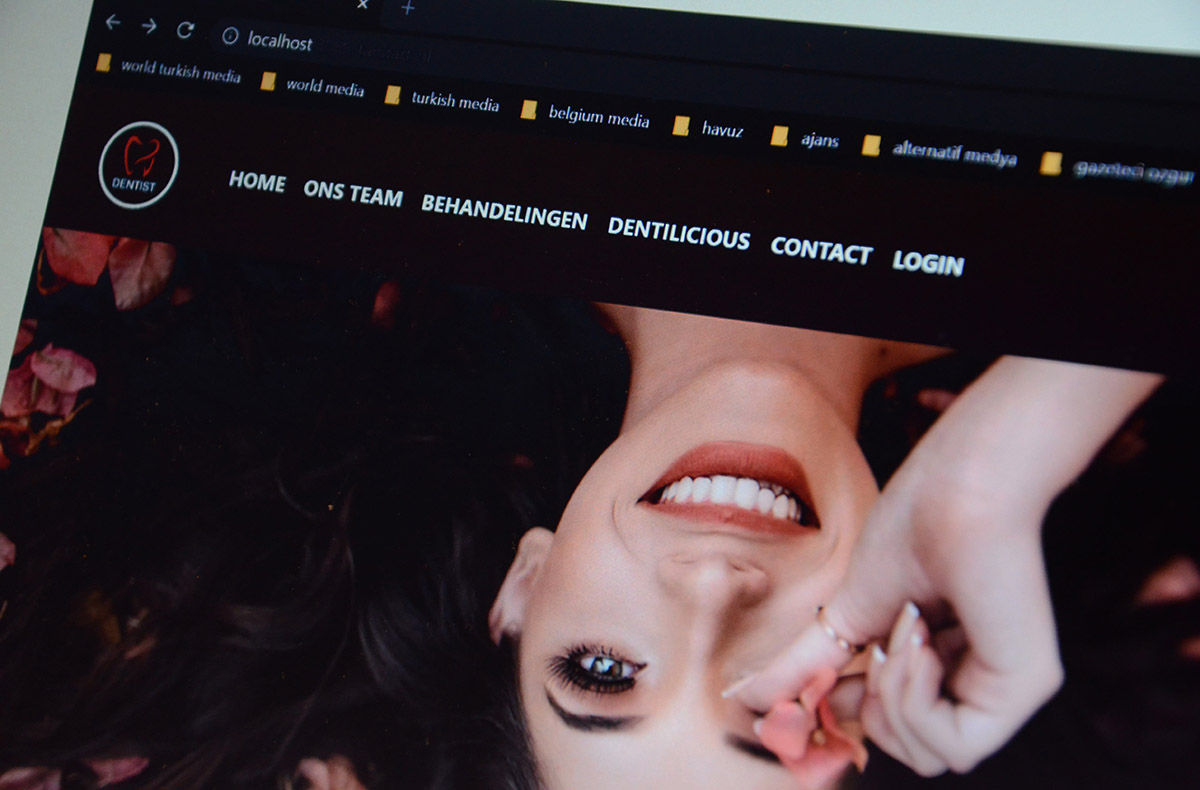 localhost
world turkish media world media turkish media belgium media havuz ajans alternatif medya gazeteci ozgur
DENTIST
HOME ONS TEAM BEHANDELINGEN DENTILICIOUS CONTACT LOGIN